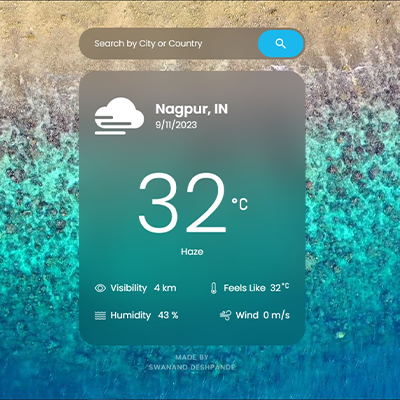 Search by City or Country
Nagpur, IN
9/11/2023
32 °C
Haze
Visibility 4 km
Feels Like 32°C
Humidity 43 %
Wind 0 m/s
MADE BY
SWANAND DESHPANDE